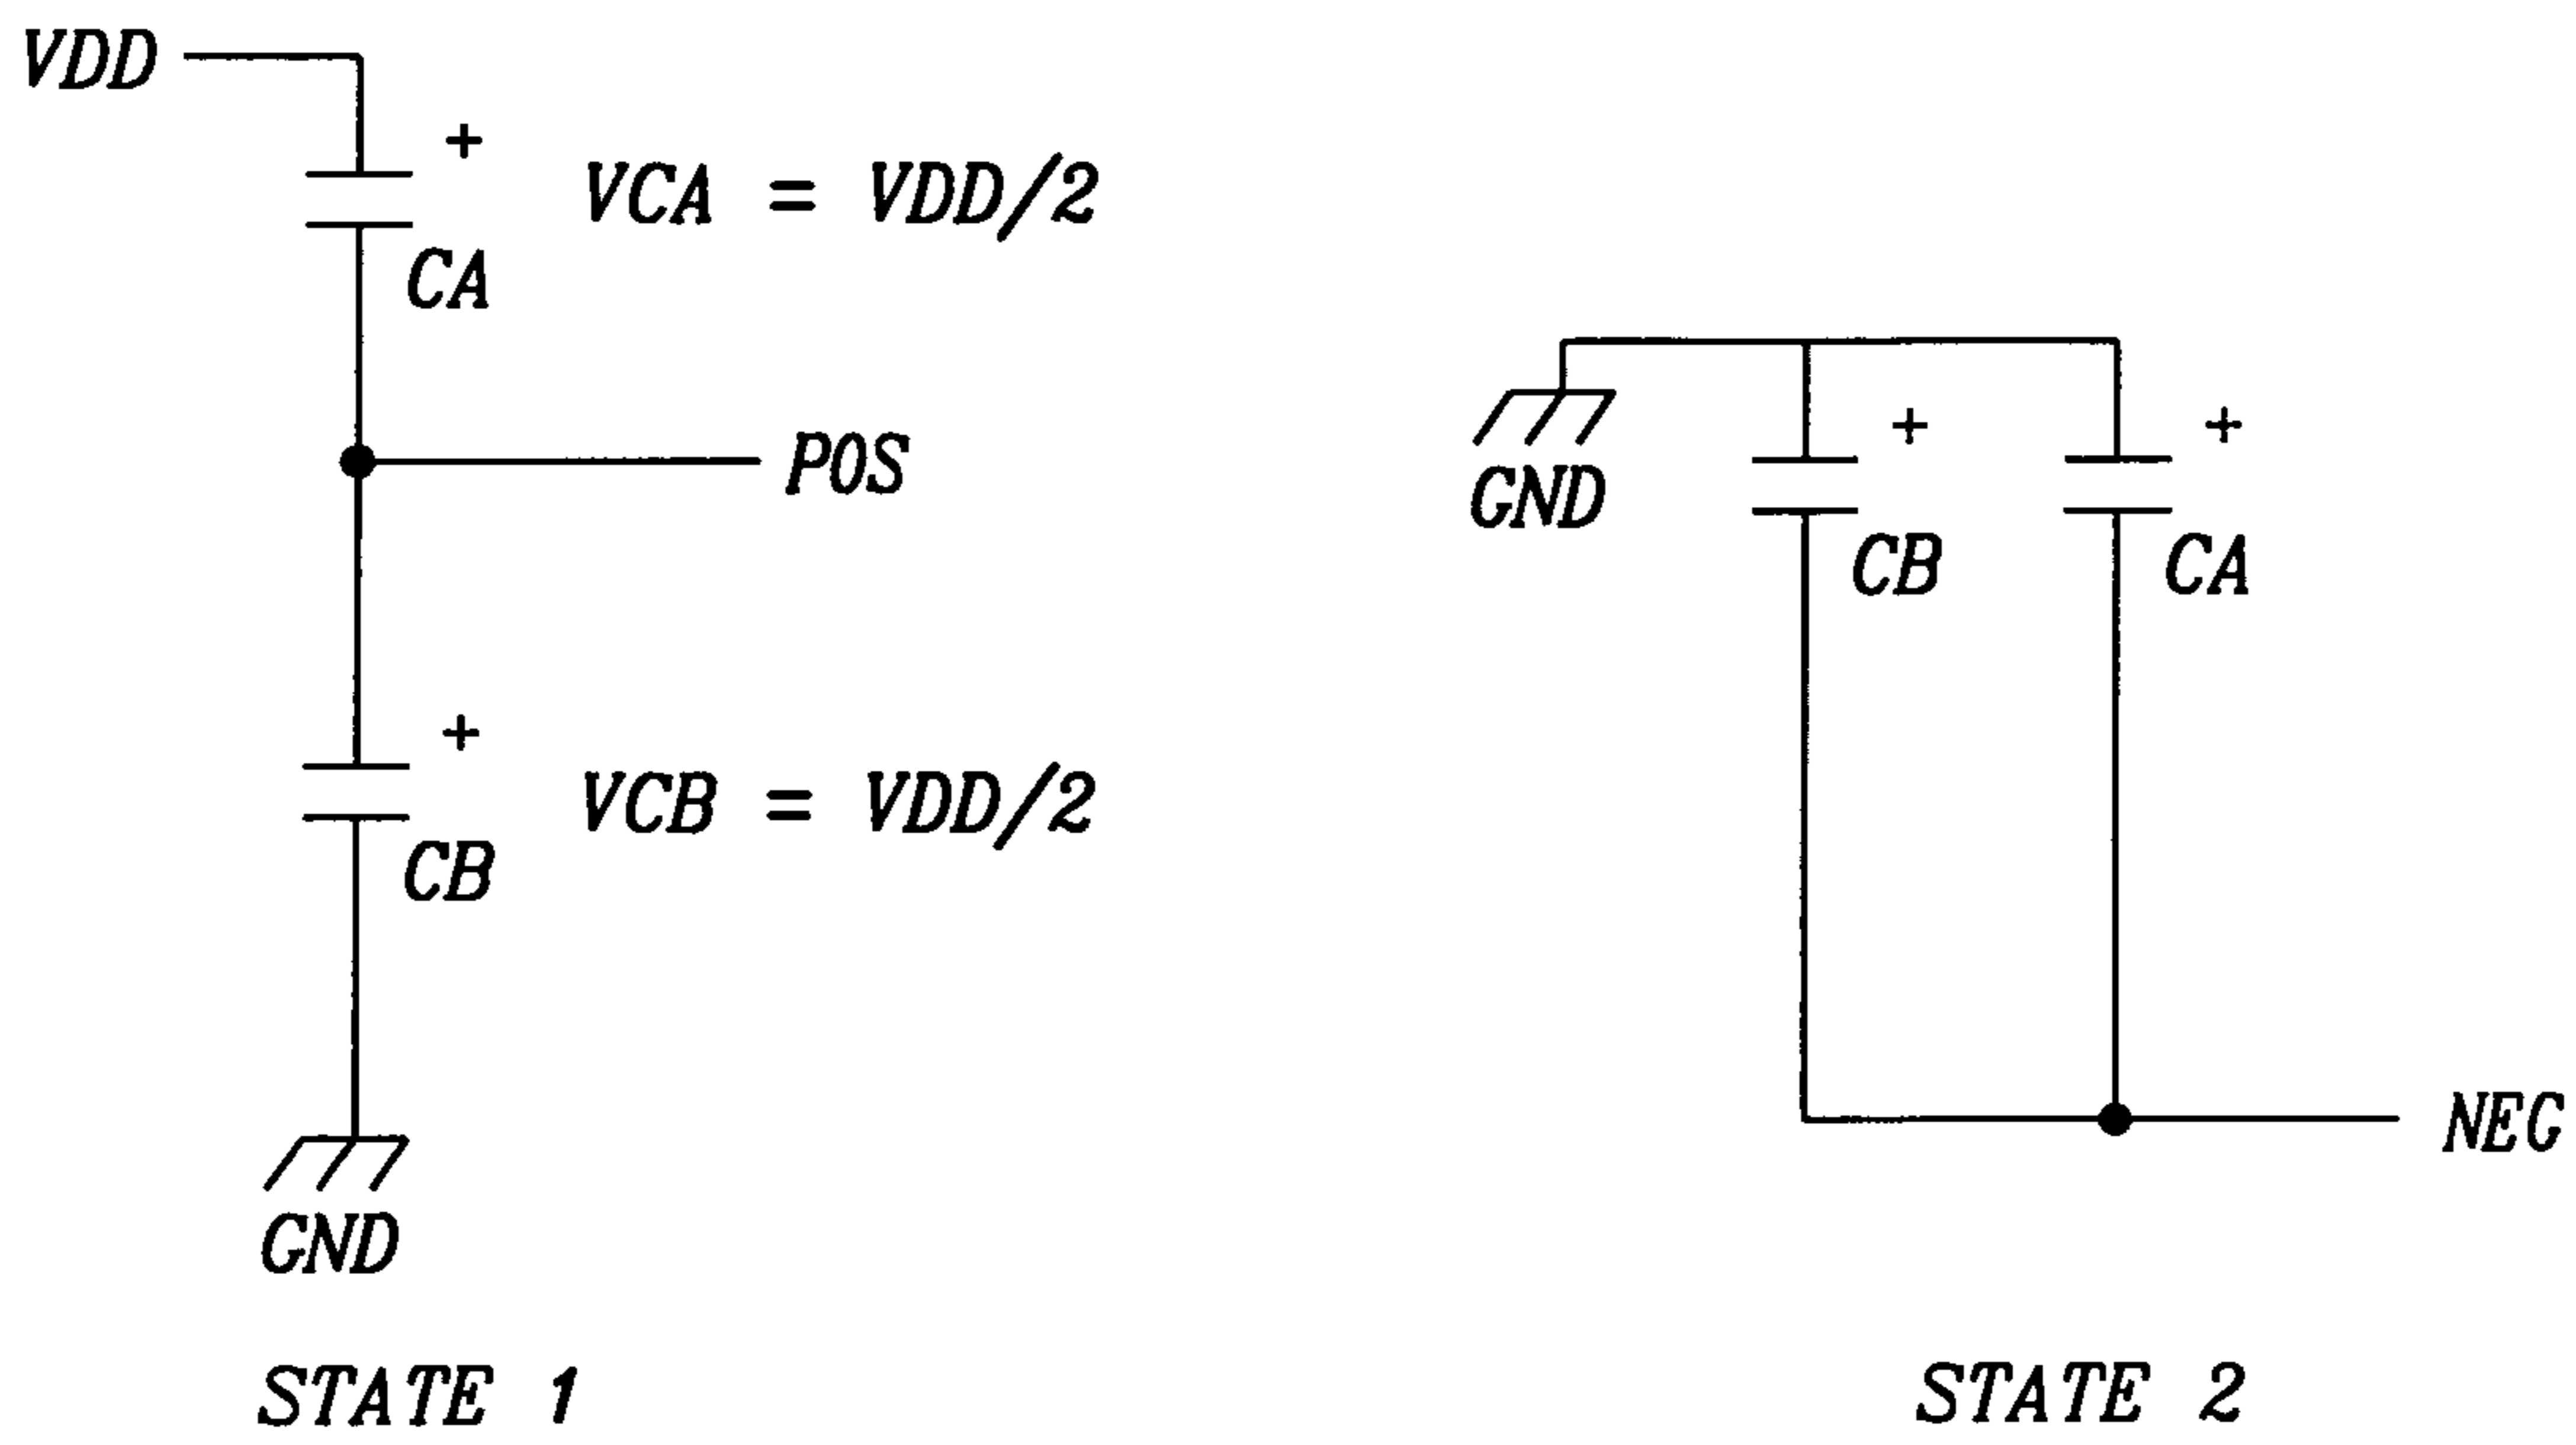 VDD
+
VCA = VDD/2
CA
POS
+
VCB = VDD/2
CB
GND
STATE 1
GND
+
CB
+
CA
NEG
STATE 2